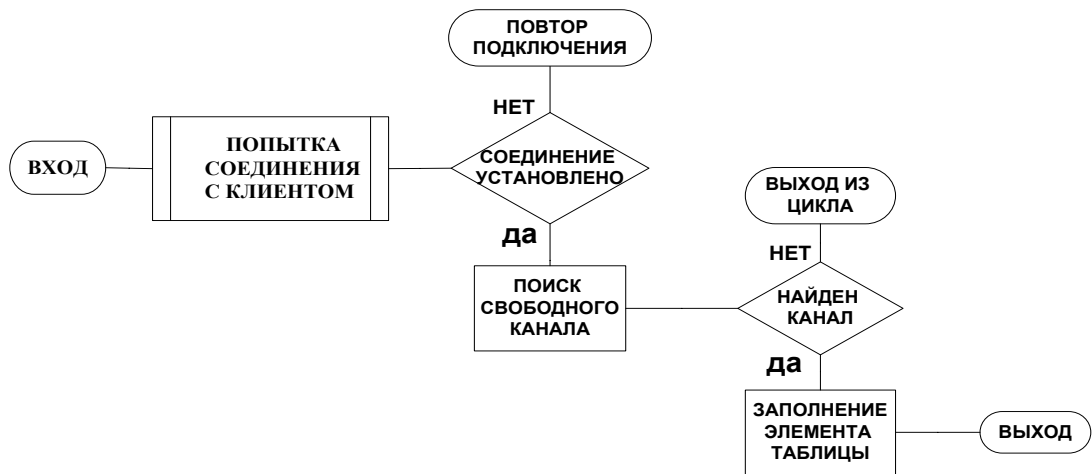 ПОВТОР
ПОДКЛЮЧЕНИЯ
НЕТ
ВХОД
ПОПЫТКА
СОЕДИНЕНИЯ
С КЛИЕНТОМ
СОЕДИНЕНИЕ
УСТАНОВЛЕНО
да
ПОИСК
СВОБОДНОГО
КАНАЛА
ВЫХОД ИЗ
ЦИКЛА
НЕТ
НАЙДЕН
КАНАЛ
да
ЗАПОЛНЕНИЕ
ЭЛЕМЕНТА
ТАБЛИЦЫ
ВЫХОД